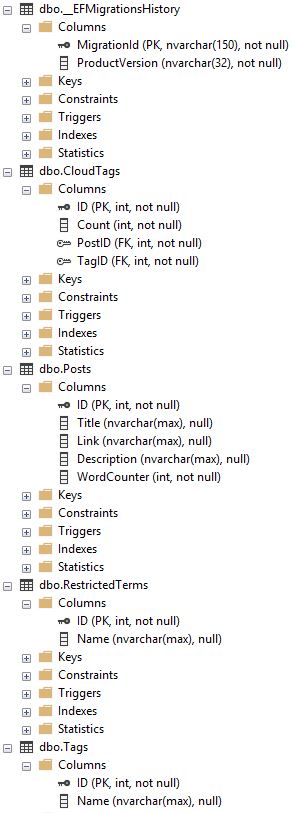 dbo.__EFMigrationsHistory
Columns
MigrationId (PK, nvarchar(150), not null)
ProductVersion (nvarchar(32), not null)
Keys
Constraints
Triggers
Indexes
Statistics
dbo.CloudTags
Columns
ID (PK, int, not null)
Count (int, not null)
PostID (FK, int, not null)
TagID (FK, int, not null)
Keys
Constraints
Triggers
Indexes
Statistics
dbo.Posts
Columns
ID (PK, int, not null)
Title (nvarchar(max), null)
Link (nvarchar(max), null)
Description (nvarchar(max), null)
WordCounter (int, not null)
Keys
Constraints
Triggers
Indexes
Statistics
dbo.RestrictedTerms
Columns
ID (PK, int, not null)
Name (nvarchar(max), null)
Keys
Constraints
Triggers
Indexes
Statistics
dbo.Tags
Columns
ID (PK, int, not null)
Name (nvarchar(max), null)